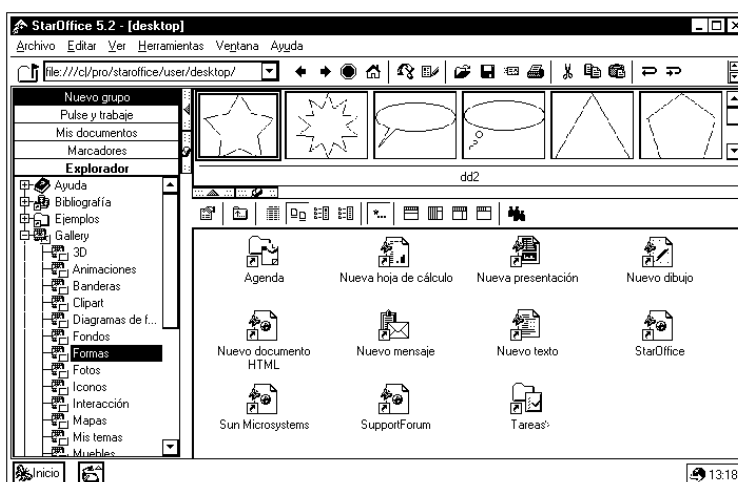 StarOffice 5.2 - [desktop]
Archivo Editar Ver Herramientas Ventana Ayuda
file:///c|/pro/staroffice/user/desktop/
Nuevo grupo
Pulse y trabaje
Mis documentos
Marcadores
Explorador
Ayuda
Bibliografía
Ejemplos
Gallery
3D
Animaciones
Banderas
Clipart
Diagramas de f...
Fondos
Formas
Fotos
Iconos
Interacción
Mapas
Mis temas
Muebles
dd2
Agenda
Nueva hoja de cálculo
Nueva presentación
Nuevo dibujo
Nuevo documento
HTML
Nuevo mensaje
Nuevo texto
StarOffice
Sun Microsystems
SupportForum
Tareas
Inicio
13:18